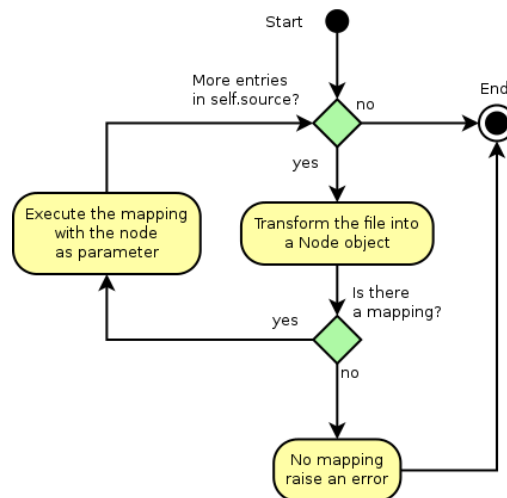 Start
More entries
in self.source?
no
End
yes
Execute the mapping
with the node
as parameter
Transform the file into
a Node object
Is there
a mapping?
yes
no
No mapping
raise an error